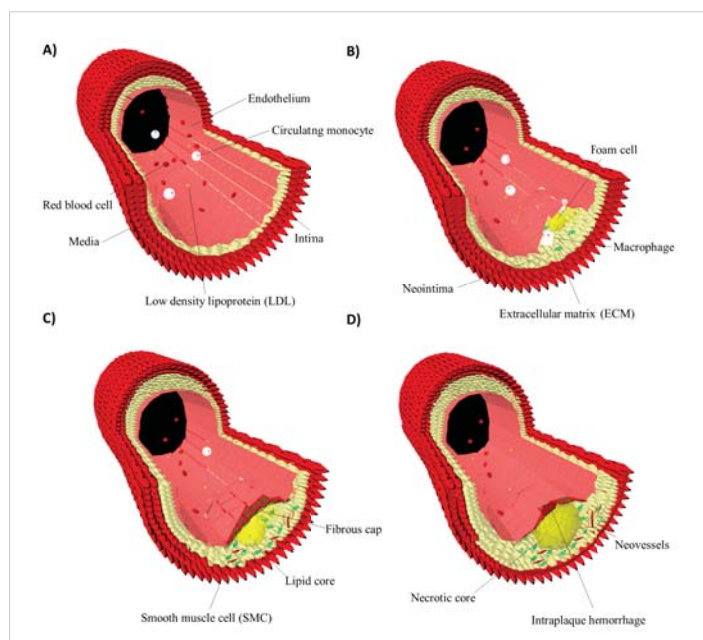 A)
Endothelium
Circulatng monocyte
Red blood cell
Media
Intina
Low density lipoprotein (LDL)
B)
Foam cell
Macrophage
Neointima
Extracellular matrix (ECM)
C)
Fibrous cap
Lipid core
Smooth muscle cell (SMC)
D)
Neovessels
Necrotic core
Intraplaque hemorrhage